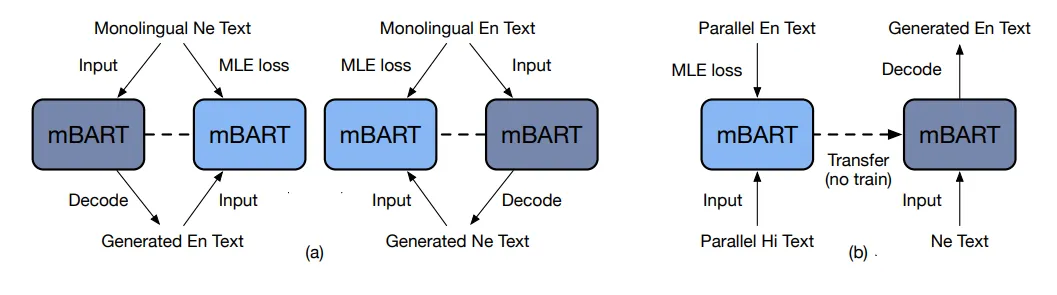 Monolingual Ne Text
Monolingual En Text
Input
MLE loss
MLE loss
Input
mBART
mBART
mBART
mBART
Decode
Input
Input
Decode
Generated En Text
Generated Ne Text
(a)
Parallel En Text
Generated En Text
MLE loss
Decode
mBART
mBART
Transfer
(no train)
Input
Input
Parallel Hi Text
Ne Text
(b)